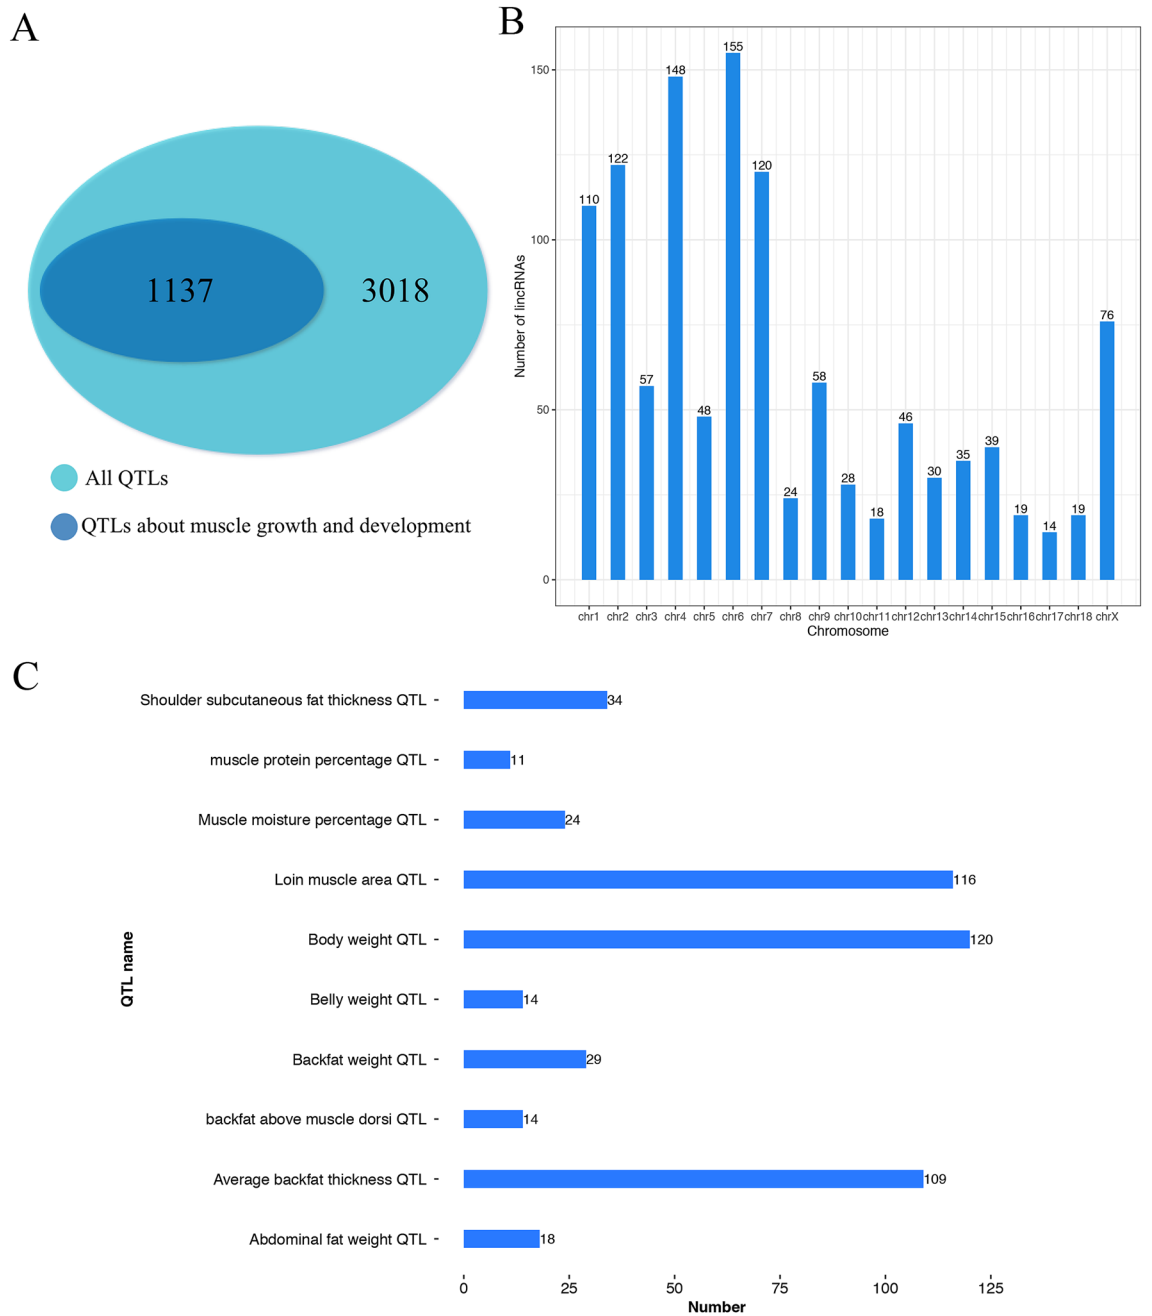 A
1137
3018
All QTLs
QTLs about muscle growth and development
B
Number of lincRNAs
150
100
50
0
110
122
57
148
48
155
120
24
58
28
18
46
30
35
39
19
14
19
76
chr1 chr2 chr3 chr4 chr5 chr6 chr7 chr8 chr9 chr10 chr11 chr12 chr13 chr14 chr15 chr16 chr17 chr18 chrX
Chromosome
C
QTL name
Shoulder subcutaneous fat thickness QTL - 34
muscle protein percentage QTL - 11
Muscle moisture percentage QTL - 24
Loin muscle area QTL - 116
Body weight QTL - 120
Belly weight QTL - 14
Backfat weight QTL - 29
backfat above muscle dorsi QTL - 14
Average backfat thickness QTL - 109
Abdominal fat weight QTL - 18
0 25 50 75 100 125
Number